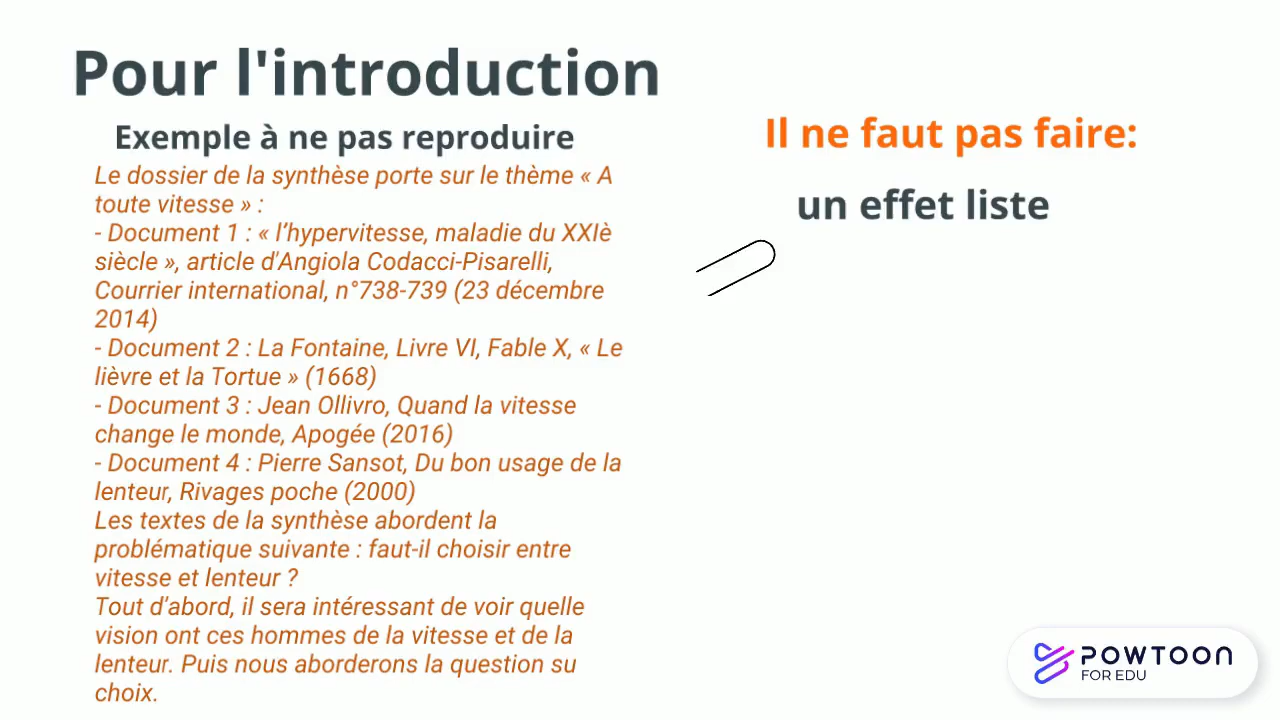 Pour l'introduction
Exemple à ne pas reproduire
Le dossier de la synthèse porte sur le thème « A
toute vitesse » :
- Document 1 : « l’hypervitesse, maladie du XXIè
siècle », article d'Angiola Codacci-Pisarelli,
Courrier international, n°738-739 (23 décembre
2014)
- Document 2 : La Fontaine, Livre VI, Fable X, « Le
lièvre et la Tortue » (1668)
- Document 3 : Jean Ollivro, Quand la vitesse
change le monde, Apogée (2016)
- Document 4 : Pierre Sansot, Du bon usage de la
lenteur, Rivages poche (2000)
Les textes de la synthèse abordent la
problématique suivante : faut-il choisir entre
vitesse et lenteur ?
Tout d'abord, il sera intéressant de voir quelle
vision ont ces hommes de la vitesse et de la
lenteur. Puis nous aborderons la question su
choix.
Il ne faut pas faire:
un effet liste
POWTOON
FOR EDU